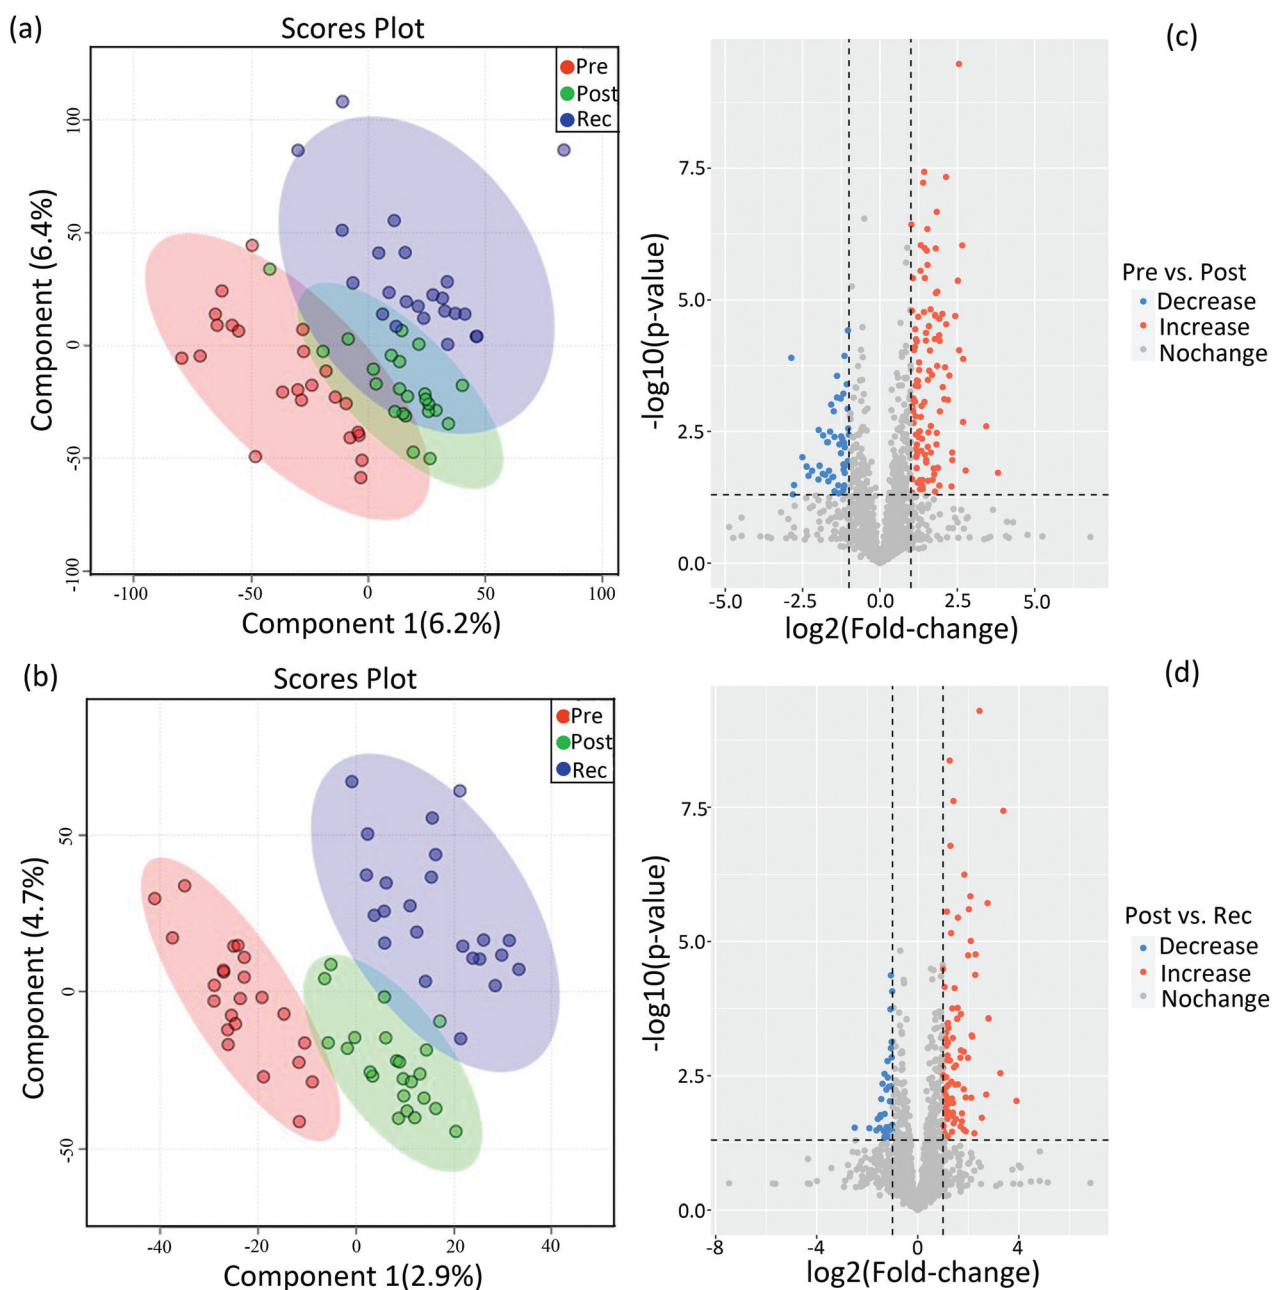 (a)
Scores Plot
Pre
Post
Rec
100
50
0
-50
-100
Component (6.4%)
-100
-50
0
50
100
Component 1(6.2%)
(c)
7.5
5.0
2.5
0.0
-log10(p-value)
-5.0
-2.5
0.0
2.5
5.0
log2(Fold-change)
Pre vs. Post
Decrease
Increase
Nochange
(b)
Scores Plot
Pre
Post
Rec
50
0
-50
Component (4.7%)
-40
-20
0
20
40
Component 1(2.9%)
(d)
7.5
5.0
2.5
0.0
-log10(p-value)
-8
-4
0
4
log2(Fold-change)
Post vs. Rec
Decrease
Increase
Nochange